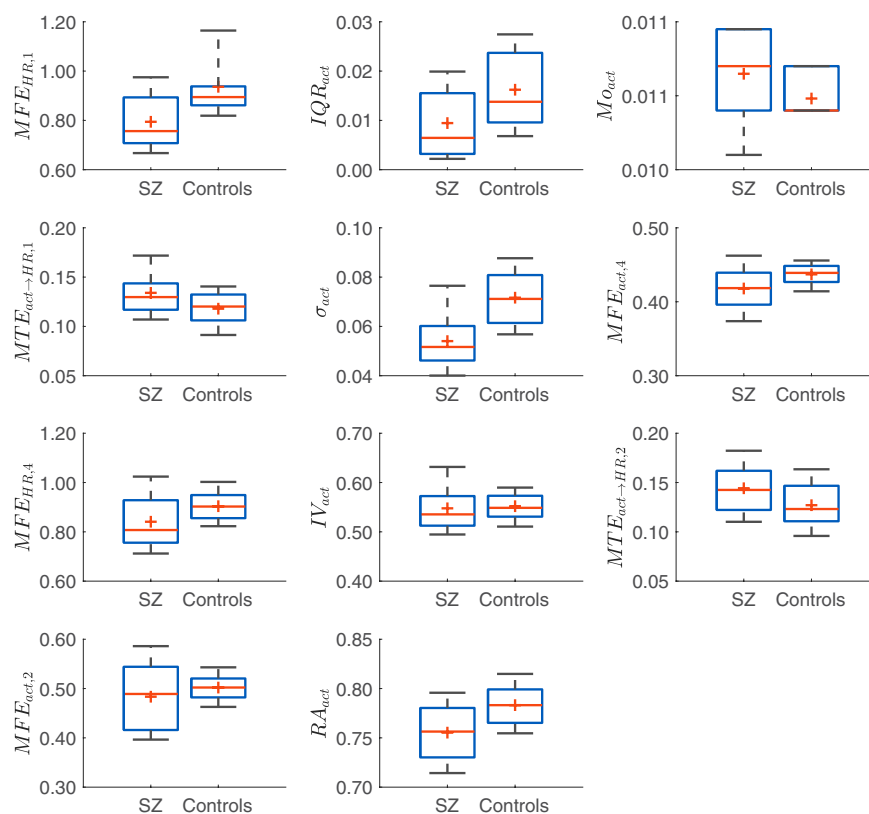 MFE_{HR,1}
1.20
1.00
0.80
0.60
SZ Controls
IQR_{act}
0.03
0.02
0.01
0.00
SZ Controls
Mo_{act}
0.011
0.011
0.010
SZ Controls
MTE_{act→HR,1}
0.20
0.15
0.10
0.05
SZ Controls
σ_{act}
0.10
0.08
0.06
0.04
SZ Controls
MFE_{act,4}
0.50
0.40
0.30
SZ Controls
MFE_{HR,4}
1.20
1.00
0.80
0.60
SZ Controls
IV_{act}
0.70
0.60
0.50
0.40
SZ Controls
MTE_{act→HR,2}
0.20
0.15
0.10
0.05
SZ Controls
MFE_{act,2}
0.60
0.50
0.40
0.30
SZ Controls
RA_{act}
0.85
0.80
0.75
0.70
SZ Controls